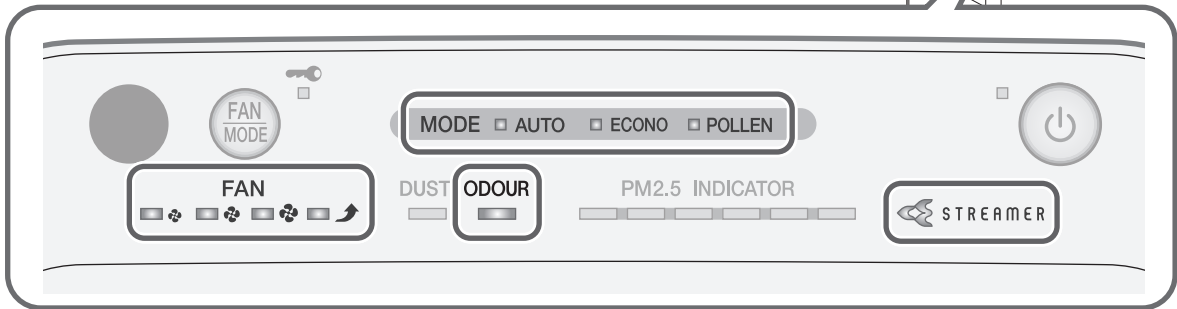 FAN
MODE
MODE AUTO ECONO POLLEN
FAN
DUST ODOUR PM2.5 INDICATOR
STREAMER